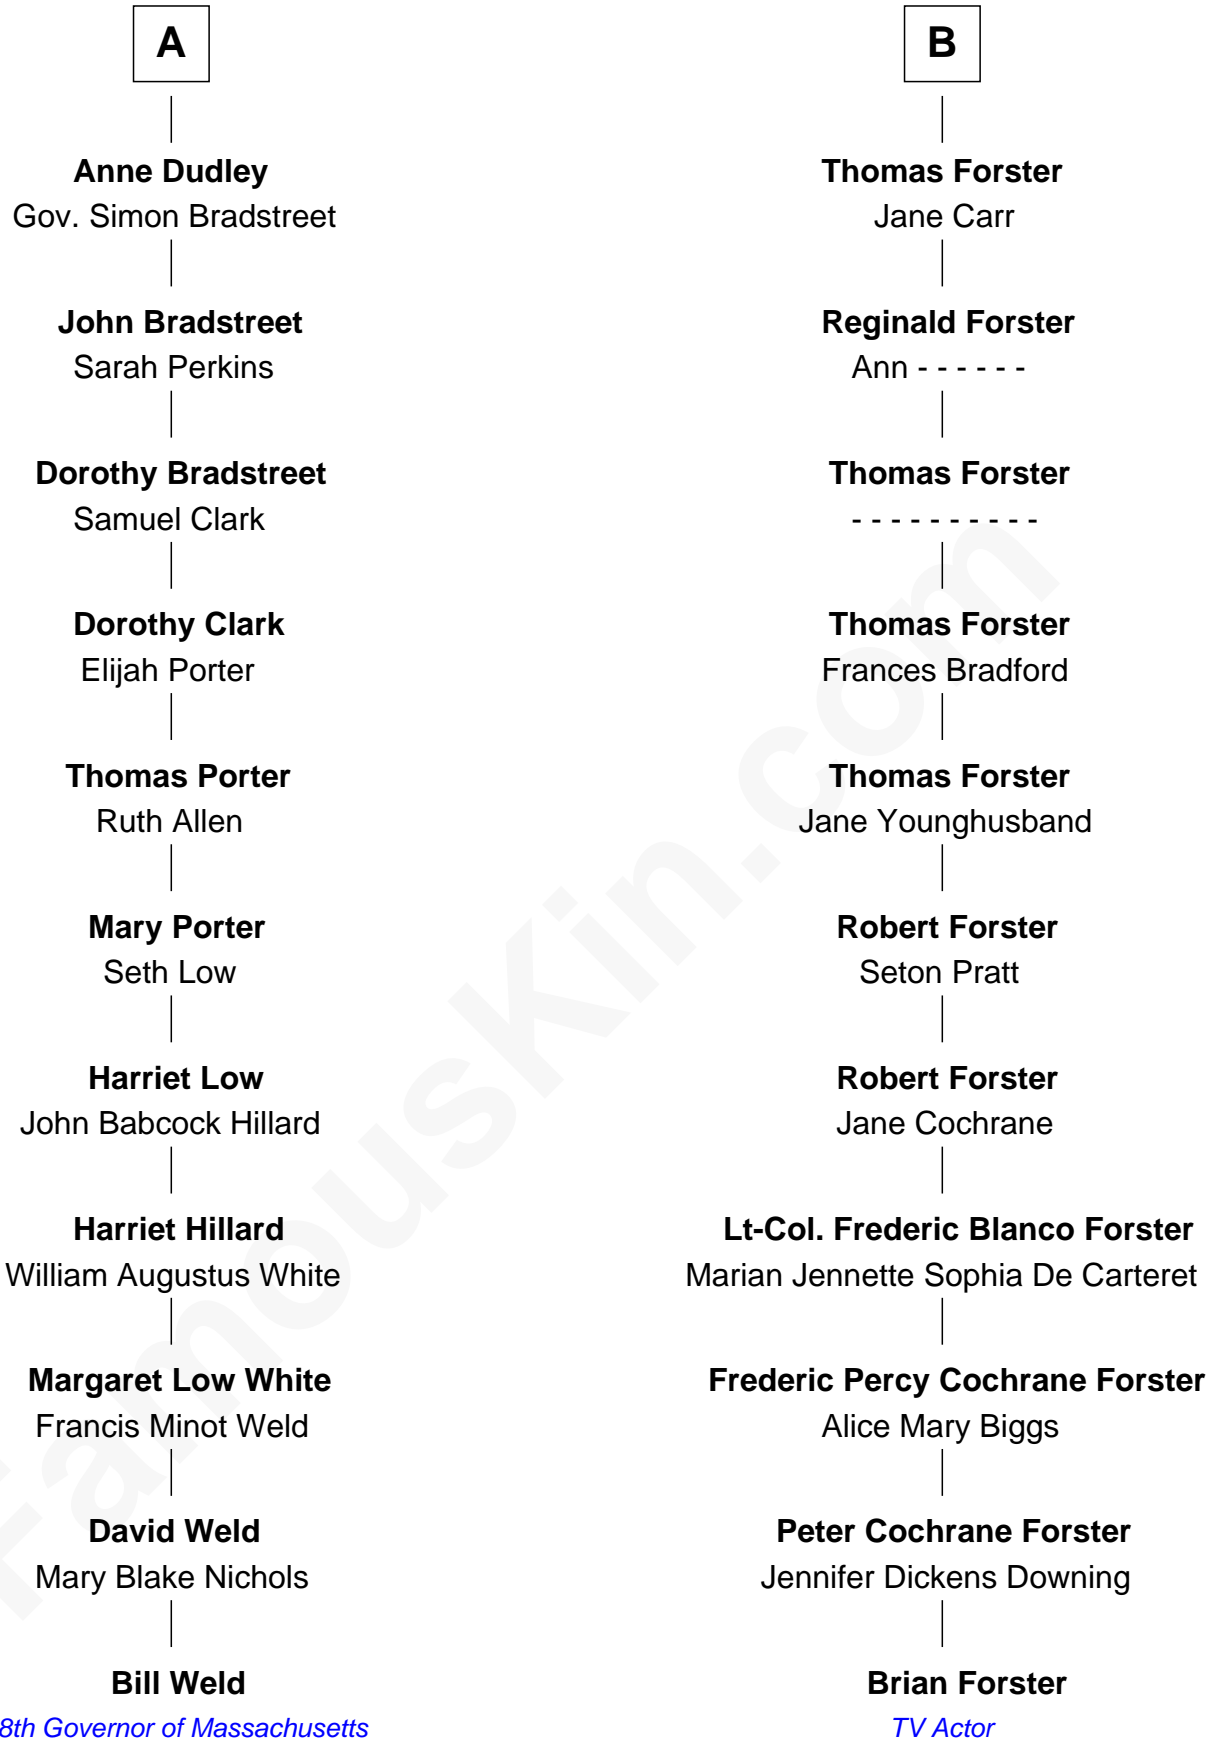 A
Anne Dudley
Gov. Simon Bradstreet
John Bradstreet
Sarah Perkins
Dorothy Bradstreet
Samuel Clark
Dorothy Clark
Elijah Porter
Thomas Porter
Ruth Allen
Mary Porter
Seth Low
Harriet Low
John Babcock Hillard
Harriet Hillard
William Augustus White
Margaret Low White
Francis Minot Weld
David Weld
Mary Blake Nichols
Bill Weld
8th Governor of Massachusetts
B
Thomas Forster
Jane Carr
Reginald Forster
Ann - - - - - -
Thomas Forster
- - - - - - - - - -
Thomas Forster
Frances Bradford
Thomas Forster
Jane Younghusband
Robert Forster
Seton Pratt
Robert Forster
Jane Cochrane
Lt-Col. Frederic Blanco Forster
Marian Jennette Sophia De Carteret
Frederic Percy Cochrane Forster
Alice Mary Biggs
Peter Cochrane Forster
Jennifer Dickens Downing
Brian Forster
TV Actor
FamousKin.com